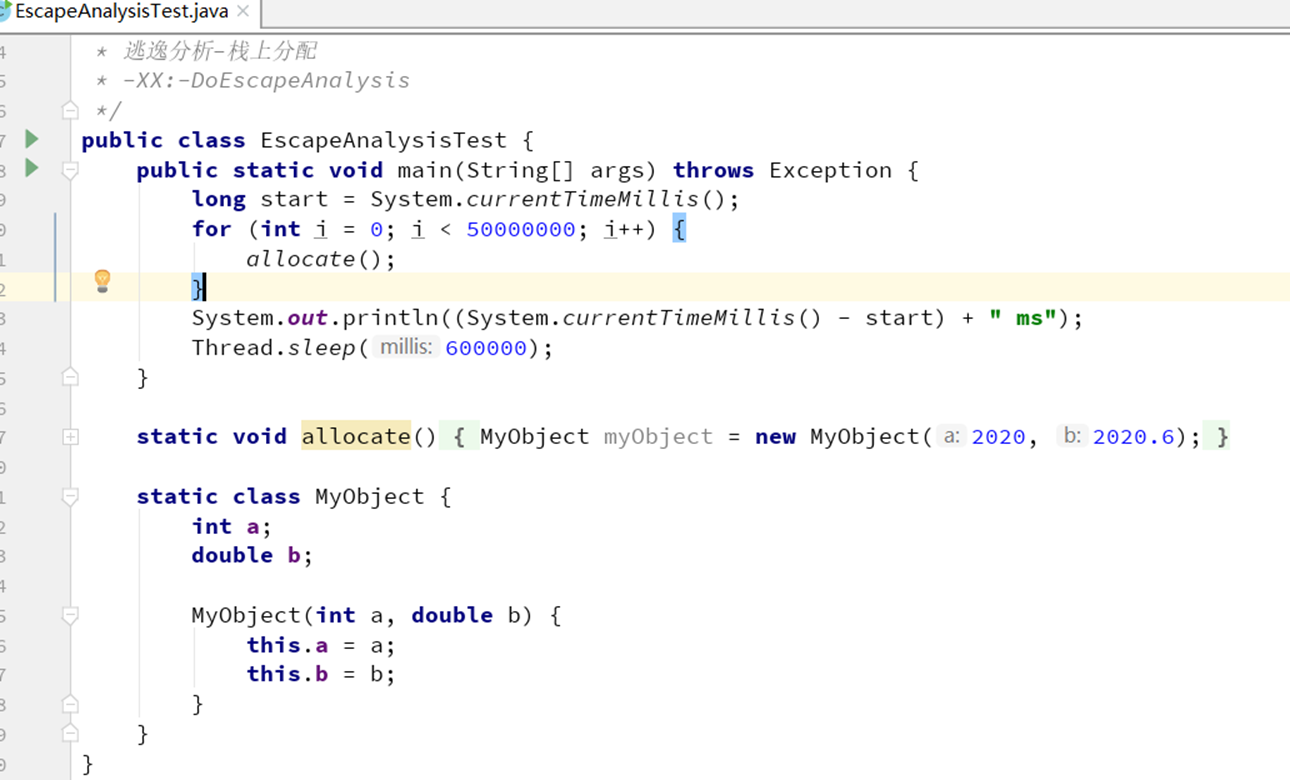 EscapeAnalysisTest.java
4 * 逃逸分析-栈上分配
5 * -XX:-DoEscapeAnalysis
6 */
7 public class EscapeAnalysisTest {
8 public static void main(String[] args) throws Exception {
9 long start = System.currentTimeMillis();
0 for (int i = 0; i < 50000000; i++) {
1 allocate();
2 }
3 System.out.println((System.currentTimeMillis() - start) + " ms");
4 Thread.sleep( millis: 600000);
5 }
6
7 static void allocate() { MyObject myObject = new MyObject( a: 2020, b: 2020.6); }
0
1 static class MyObject {
2 int a;
3 double b;
4
5 MyObject(int a, double b) {
6 this.a = a;
7 this.b = b;
8 }
9 }
0 }